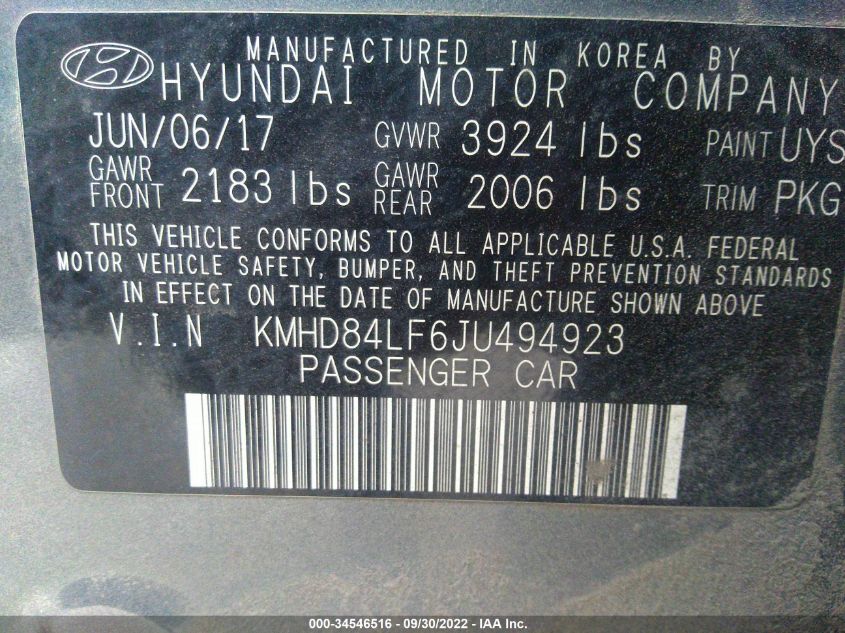 MANUFACTURED IN KOREA BY
HYUNDAI MOTOR COMPANY
JUN/06/17 GVWR 3924 lbs PAINT UYS
GAWR FRONT 2183 lbs GAWR REAR 2006 lbs TRIM PKG
THIS VEHICLE CONFORMS TO ALL APPLICABLE U.S.A. FEDERAL
MOTOR VEHICLE SAFETY, BUMPER, AND THEFT PREVENTION STANDARDS
IN EFFECT ON THE DATE OF MANUFACTURE SHOWN ABOVE
V.I.N KMHD84LF6JU494923
PASSENGER CAR
000-34546516 - 09/30/2022 - IAA Inc.